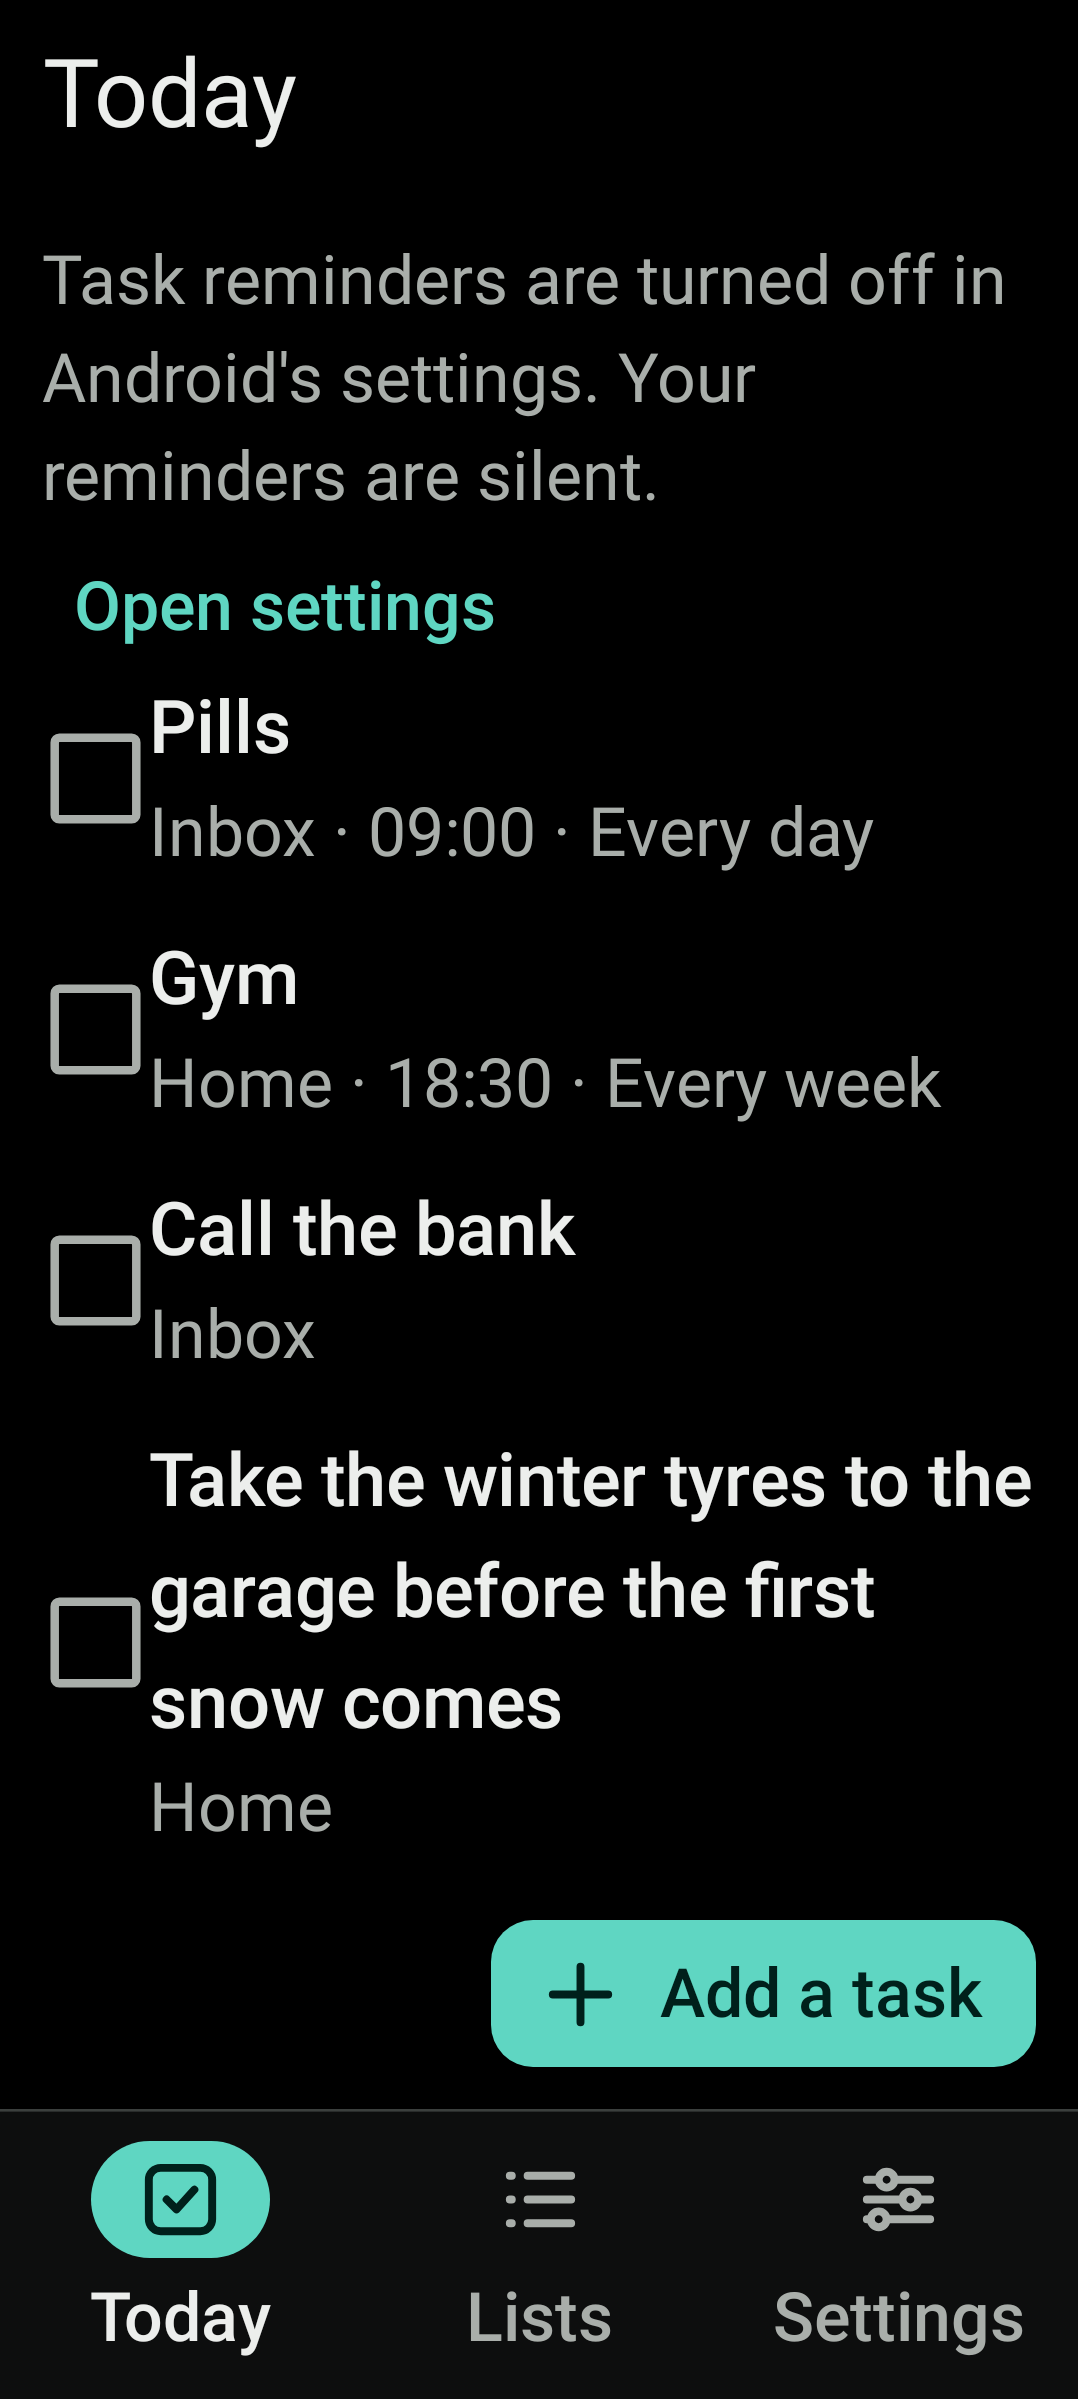 Today
Task reminders are turned off in
Android's settings. Your
reminders are silent.
Open settings
Pills
Inbox · 09:00 · Every day
Gym
Home · 18:30 · Every week
Call the bank
Inbox
Take the winter tyres to the
garage before the first
snow comes
Home
Add a task
Today
Lists
Settings